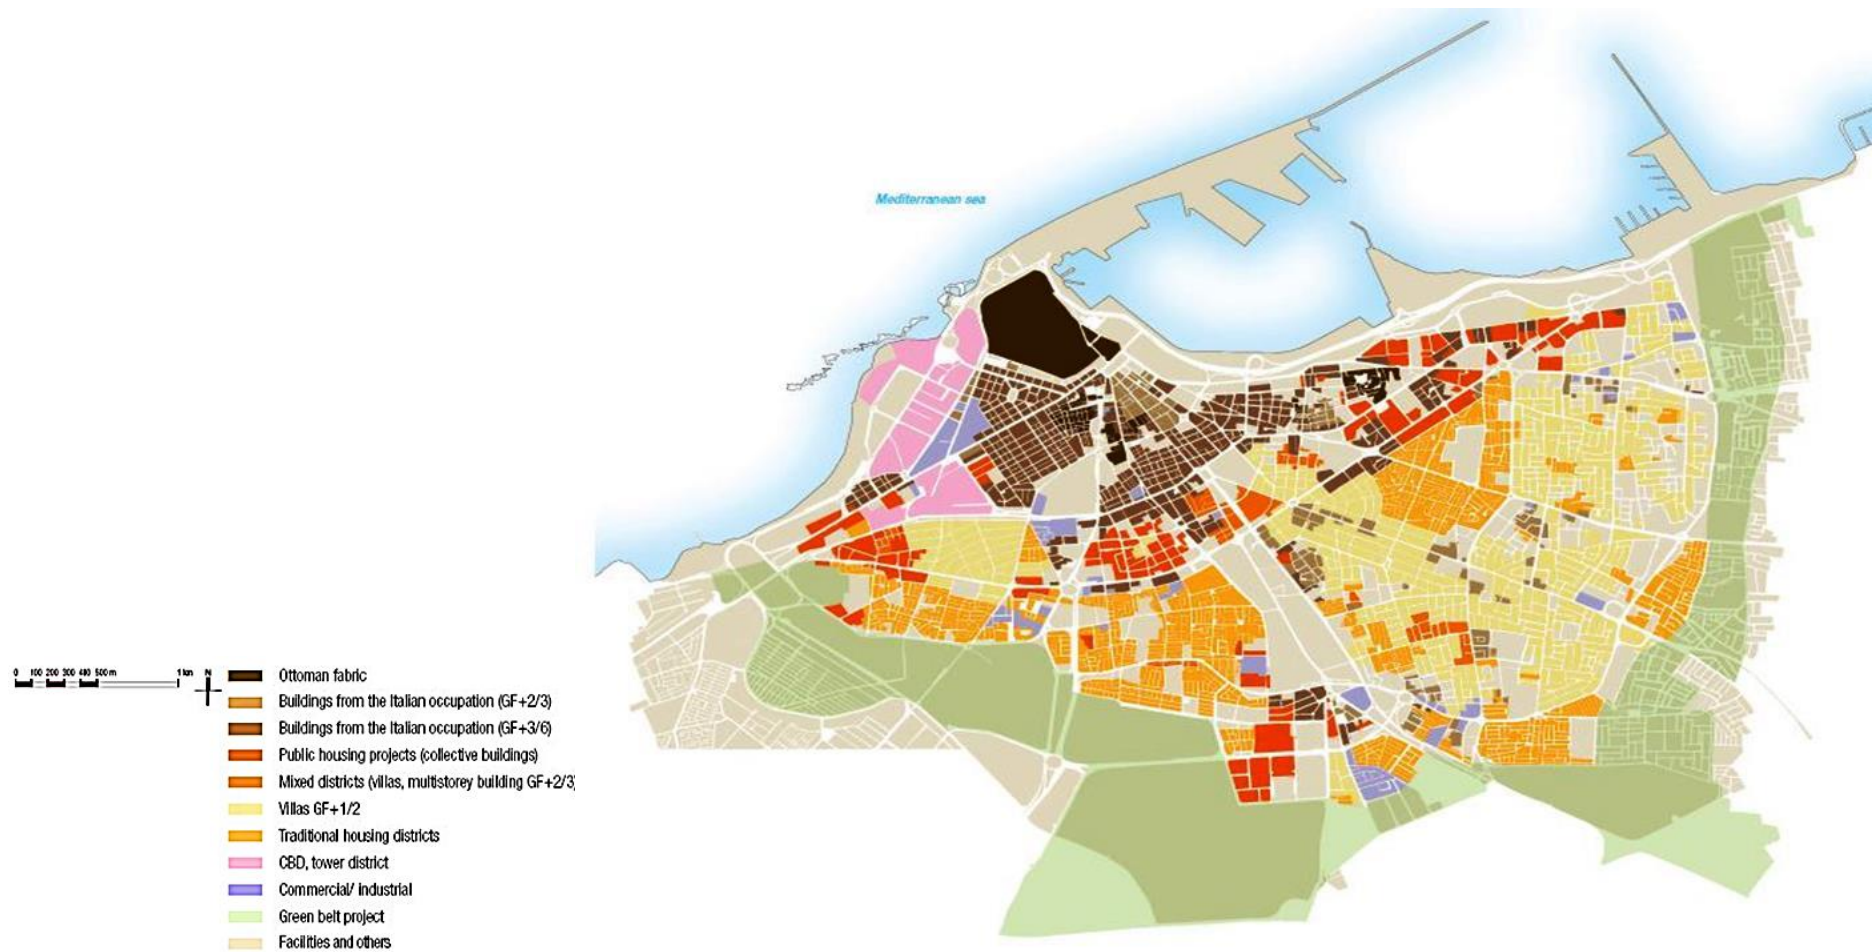 Mediterranean sea
0 100 200 300 400 500 m 1 km N
Ottoman fabric
Buildings from the Italian occupation (GF+2/3)
Buildings from the Italian occupation (GF+3/6)
Public housing projects (collective buildings)
Mixed districts (villas, multistorey building GF+2/3)
Villas GF+1/2
Traditional housing districts
CBD, tower district
Commercial/ industrial
Green belt project
Facilities and others